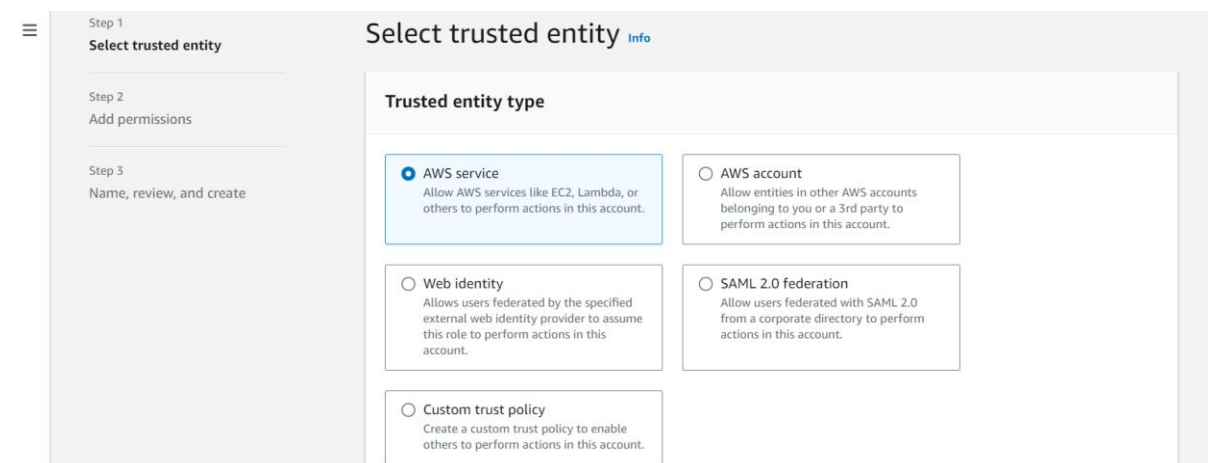 Step 1
Select trusted entity
Step 2
Add permissions
Step 3
Name, review, and create
Select trusted entity Info
Trusted entity type
AWS service
Allow AWS services like EC2, Lambda, or
others to perform actions in this account.
AWS account
Allow entities in other AWS accounts
belonging to you or a 3rd party to
perform actions in this account.
Web identity
Allows users federated by the specified
external web identity provider to assume
this role to perform actions in this
account.
SAML 2.0 federation
Allow users federated with SAML 2.0
from a corporate directory to perform
actions in this account.
Custom trust policy
Create a custom trust policy to enable
others to perform actions in this account.